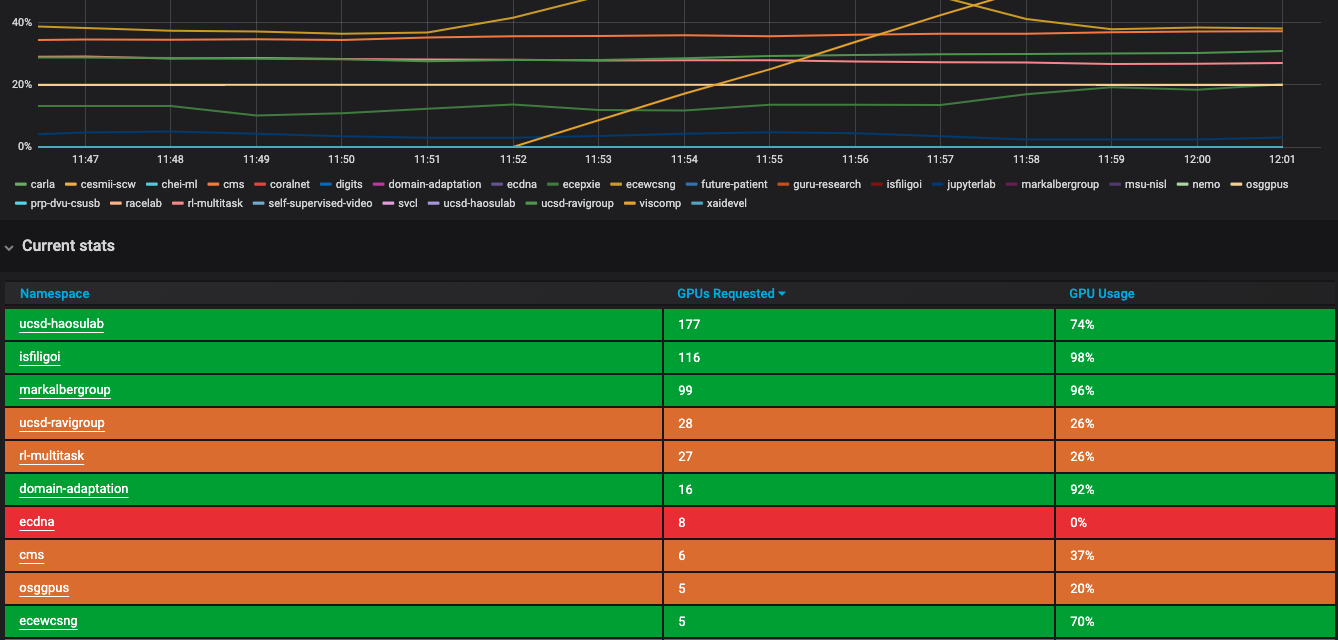 40%
20%
0%
11:47 11:48 11:49 11:50 11:51 11:52 11:53 11:54 11:55 11:56 11:57 11:58 11:59 12:00 12:01
carla cesmii-scw chei-ml cms coralnet digits domain-adaptation ecdna ecepxie ecewcsng future-patient guru-research isfiligoi jupyterlab markalbergroup msu-nisl nemo osggpus
prp-dvu-csusb racelab rl-multitask self-supervised-video svcl ucsd-haosulab ucsd-ravigroup viscomp xaidevel
Current stats
Namespace GPUs Requested GPU Usage
ucsd-haosulab 177 74%
isfiligoi 116 98%
markalbergroup 99 96%
ucsd-ravigroup 28 26%
rl-multitask 27 26%
domain-adaptation 16 92%
ecdna 8 0%
cms 6 37%
osggpus 5 20%
ecewcsng 5 70%